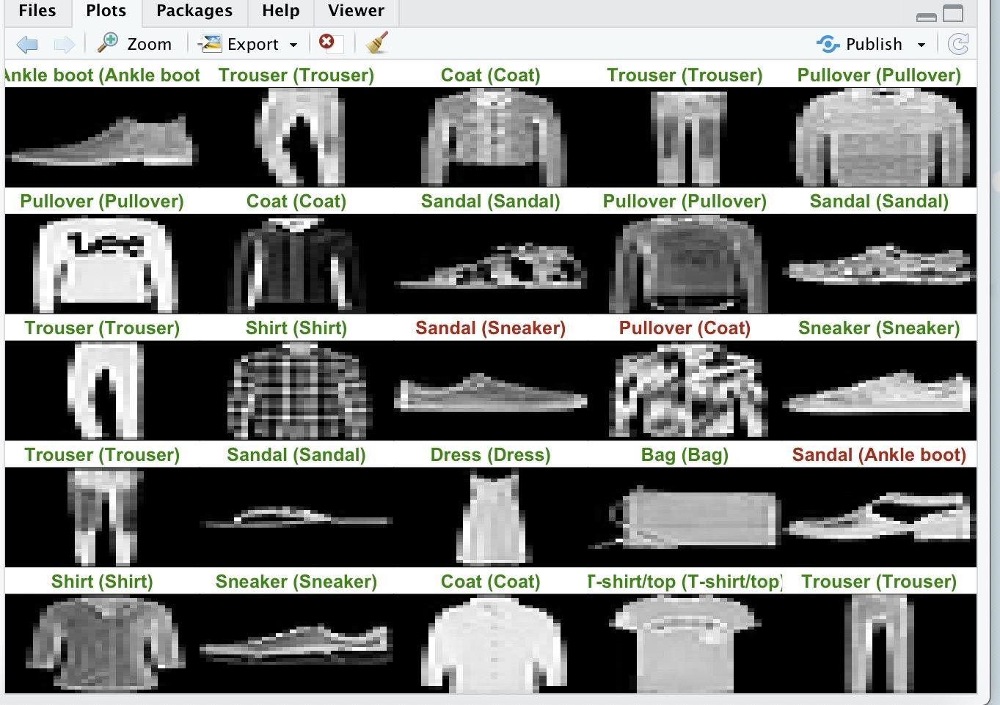 Files Plots Packages Help Viewer
Zoom Export Publish
Ankle boot (Ankle boot Trouser (Trouser) Coat (Coat) Trouser (Trouser) Pullover (Pullover)
Pullover (Pullover) Coat (Coat) Sandal (Sandal) Pullover (Pullover) Sandal (Sandal)
Lee
Trouser (Trouser) Shirt (Shirt) Sandal (Sneaker) Pullover (Coat) Sneaker (Sneaker)
Trouser (Trouser) Sandal (Sandal) Dress (Dress) Bag (Bag) Sandal (Ankle boot)
Shirt (Shirt) Sneaker (Sneaker) Coat (Coat) T-shirt/top (T-shirt/top) Trouser (Trouser)